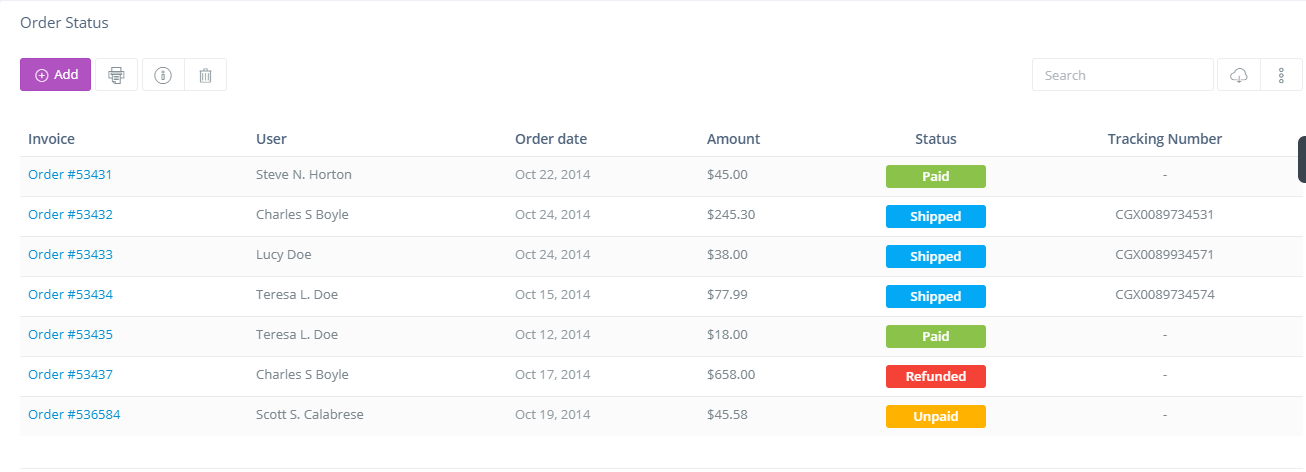 Order Status
Add
Search
Invoice User Order date Amount Status Tracking Number
Order #53431 Steve N. Horton Oct 22, 2014 $45.00 Paid -
Order #53432 Charles S Boyle Oct 24, 2014 $245.30 Shipped CGX0089734531
Order #53433 Lucy Doe Oct 24, 2014 $38.00 Shipped CGX0089934571
Order #53434 Teresa L. Doe Oct 15, 2014 $77.99 Shipped CGX0089734574
Order #53435 Teresa L. Doe Oct 12, 2014 $18.00 Paid -
Order #53437 Charles S Boyle Oct 17, 2014 $658.00 Refunded -
Order #536584 Scott S. Calabrese Oct 19, 2014 $45.58 Unpaid -